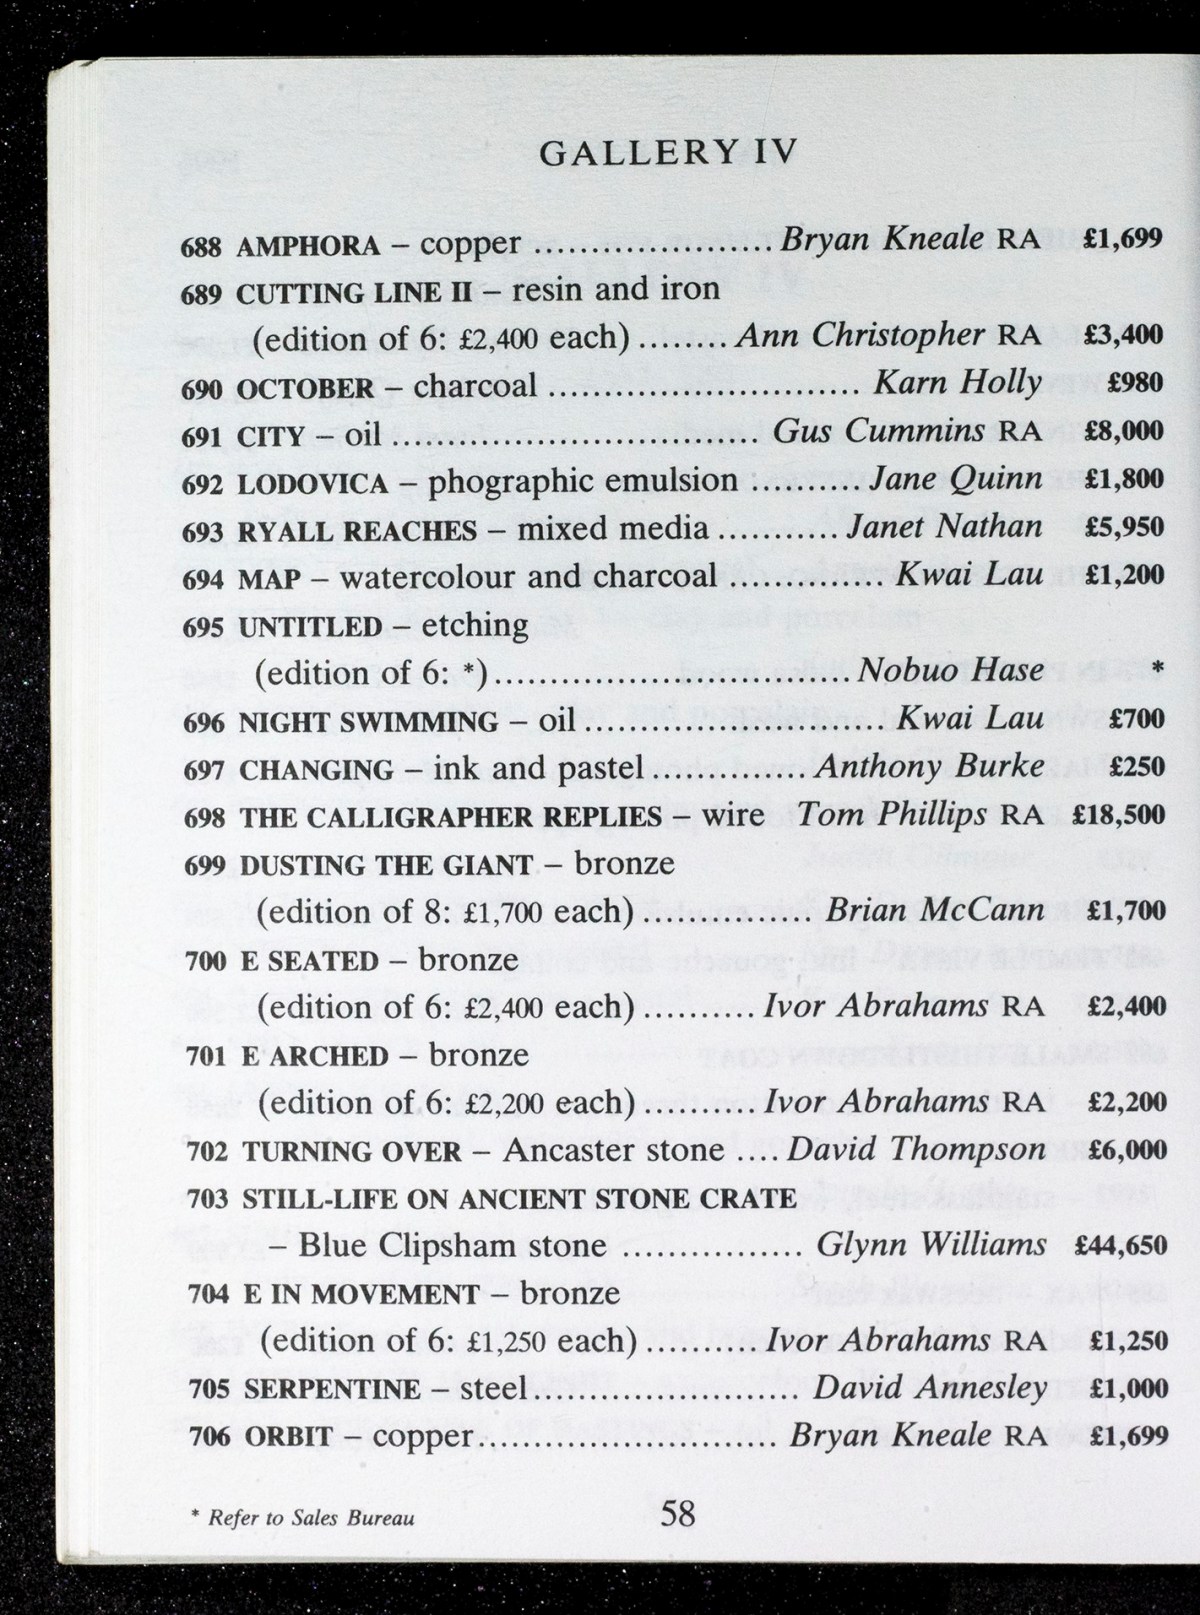 GALLERY IV
688 AMPHORA – copper ...................... Bryan Kneale RA £1,699
689 CUTTING LINE II – resin and iron
(edition of 6: £2,400 each) ........ Ann Christopher RA £3,400
690 OCTOBER – charcoal ............................ Karn Holly £980
691 CITY – oil ................................. Gus Cummins RA £8,000
692 LODOVICA – phographic emulsion .......... Jane Quinn £1,800
693 RYALL REACHES – mixed media ........... Janet Nathan £5,950
694 MAP – watercolour and charcoal .............. Kwai Lau £1,200
695 UNTITLED – etching
(edition of 6: *) ................................ Nobuo Hase *
696 NIGHT SWIMMING – oil ........................... Kwai Lau £700
697 CHANGING – ink and pastel .............. Anthony Burke £250
698 THE CALLIGRAPHER REPLIES – wire Tom Phillips RA £18,500
699 DUSTING THE GIANT – bronze
(edition of 8: £1,700 each) ............... Brian McCann £1,700
700 E SEATED – bronze
(edition of 6: £2,400 each) .......... Ivor Abrahams RA £2,400
701 E ARCHED – bronze
(edition of 6: £2,200 each) .......... Ivor Abrahams RA £2,200
702 TURNING OVER – Ancaster stone .... David Thompson £6,000
703 STILL-LIFE ON ANCIENT STONE CRATE
– Blue Clipsham stone ................ Glynn Williams £44,650
704 E IN MOVEMENT – bronze
(edition of 6: £1,250 each) .......... Ivor Abrahams RA £1,250
705 SERPENTINE – steel ........................ David Annesley £1,000
706 ORBIT – copper ........................... Bryan Kneale RA £1,699
* Refer to Sales Bureau 58